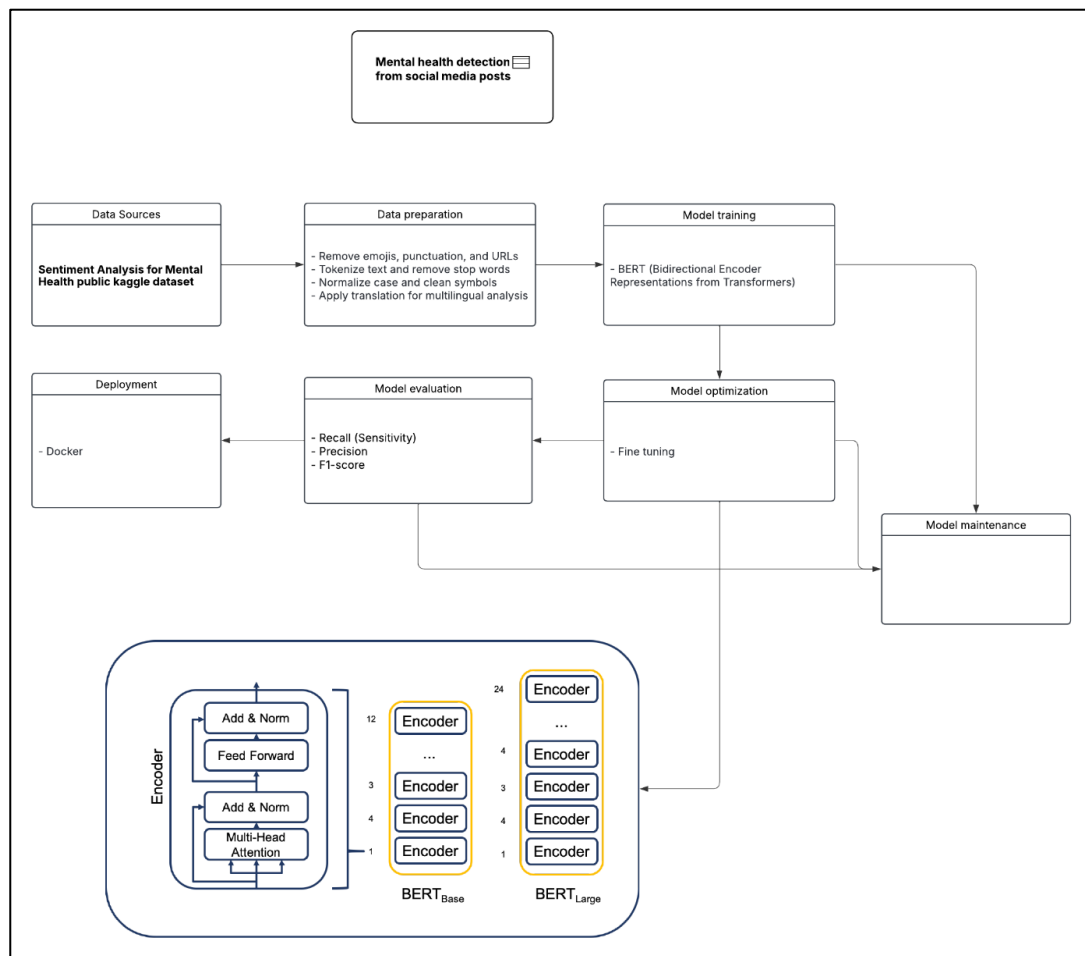 Mental health detection
from social media posts
Data Sources
Sentiment Analysis for Mental
Health public kaggle dataset
Data preparation
- Remove emojis, punctuation, and URLs
- Tokenize text and remove stop words
- Normalize case and clean symbols
- Apply translation for multilingual analysis
Model training
- BERT (Bidirectional Encoder
Representations from Transformers)
Deployment
- Docker
Model evaluation
- Recall (Sensitivity)
- Precision
- F1-score
Model optimization
- Fine tuning
Model maintenance
Encoder
Add & Norm
Feed Forward
Add & Norm
Multi-Head
Attention
12 Encoder
...
3 Encoder
4 Encoder
1 Encoder
BERTBase
24 Encoder
...
4 Encoder
3 Encoder
4 Encoder
1 Encoder
BERTLarge